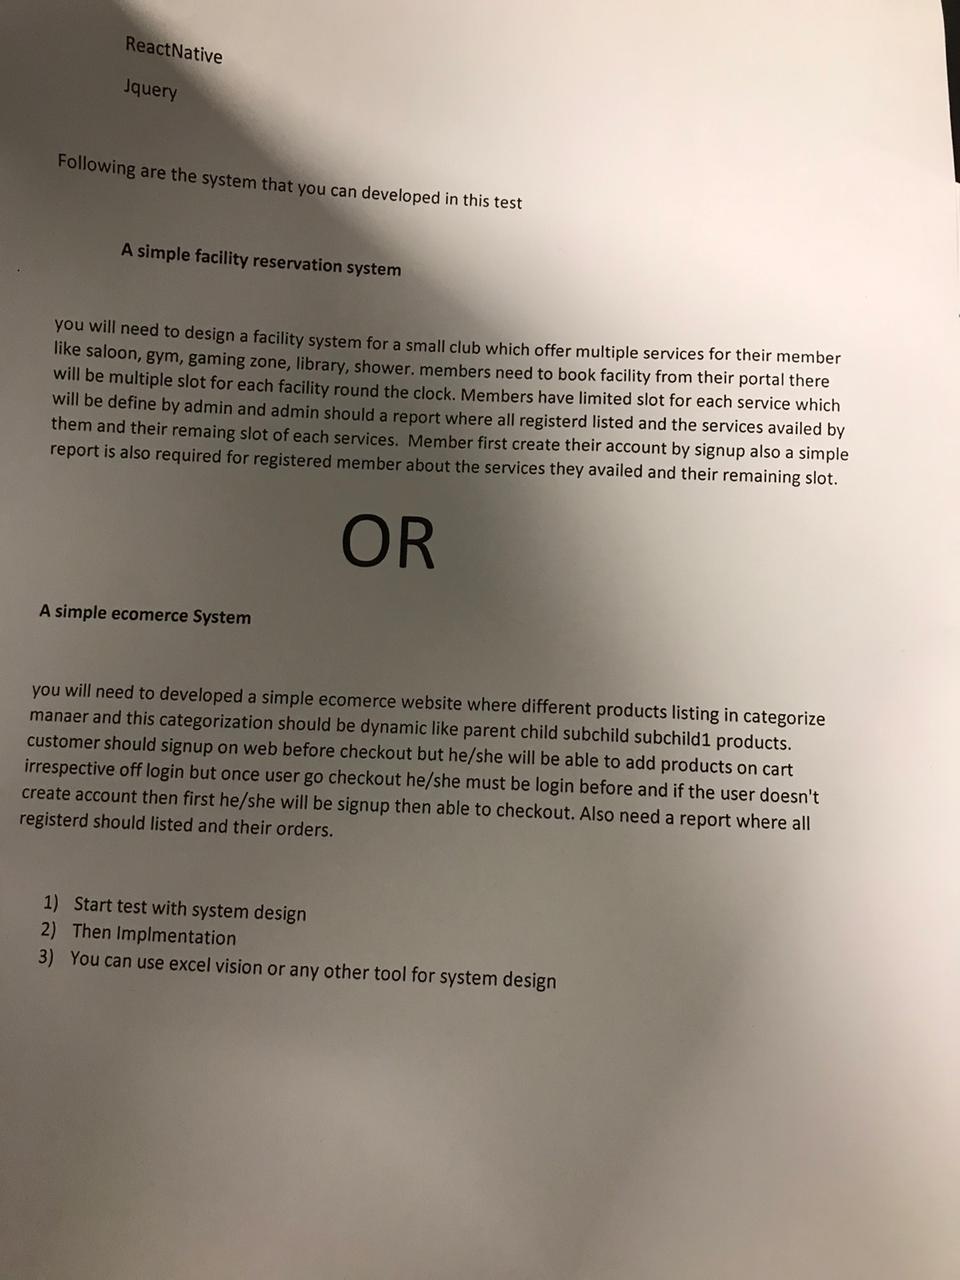 ReactNative
Jquery
Following are the system that you can developed in this test
A simple facility reservation system
you will need to design a facility system for a small club which offer multiple services for their member
like saloon, gym, gaming zone, library, shower. members need to book facility from their portal there
will be multiple slot for each facility round the clock. Members have limited slot for each service which
will be define by admin and admin should a report where all registerd listed and the services availed by
them and their remaing slot of each services. Member first create their account by signup also a simple
report is also required for registered member about the services they availed and their remaining slot.
OR
A simple ecomerce System
you will need to developed a simple ecomerce website where different products listing in categorize
manaer and this categorization should be dynamic like parent child subchild subchild1 products.
customer should signup on web before checkout but he/she will be able to add products on cart
irrespective off login but once user go checkout he/she must be login before and if the user doesn't
create account then first he/she will be signup then able to checkout. Also need a report where all
registerd should listed and their orders.
1) Start test with system design
2) Then Implmentation
3) You can use excel vision or any other tool for system design